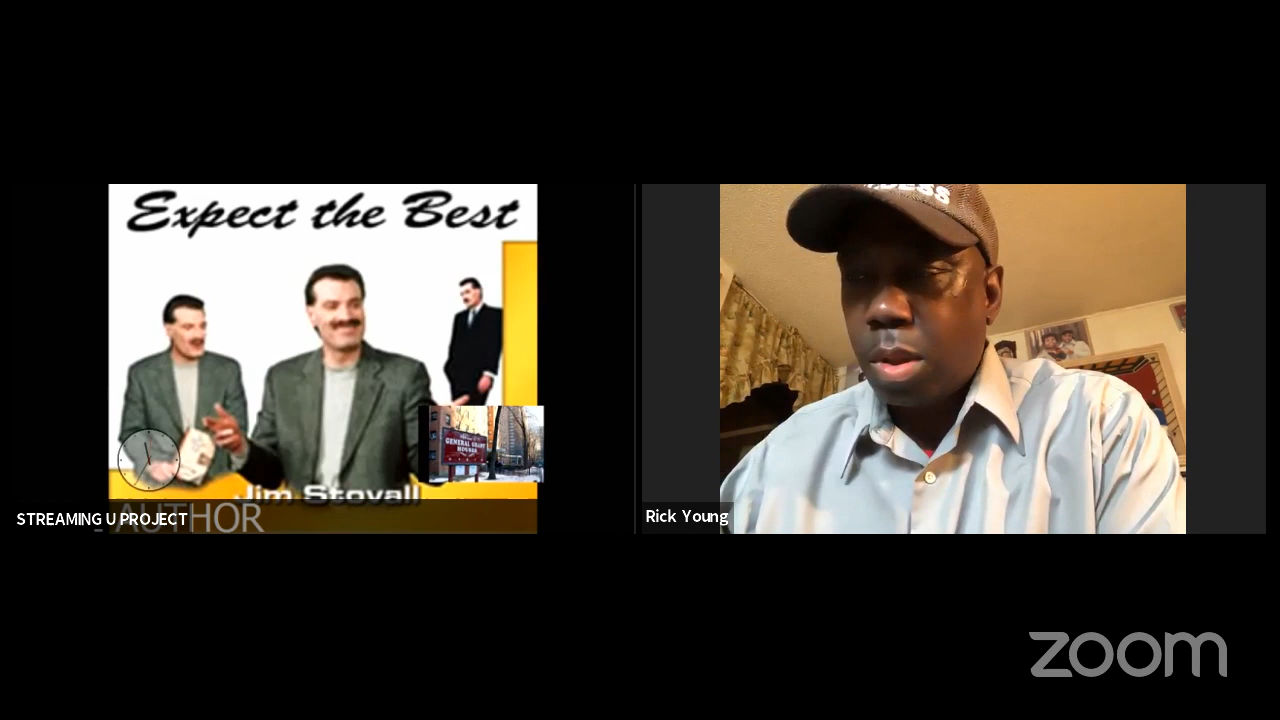 Expect the Best
GENERAL GRANT
HOUSES
Jim Stovall
- AUTHOR
STREAMING U PROJECT
Rick Young
zoom